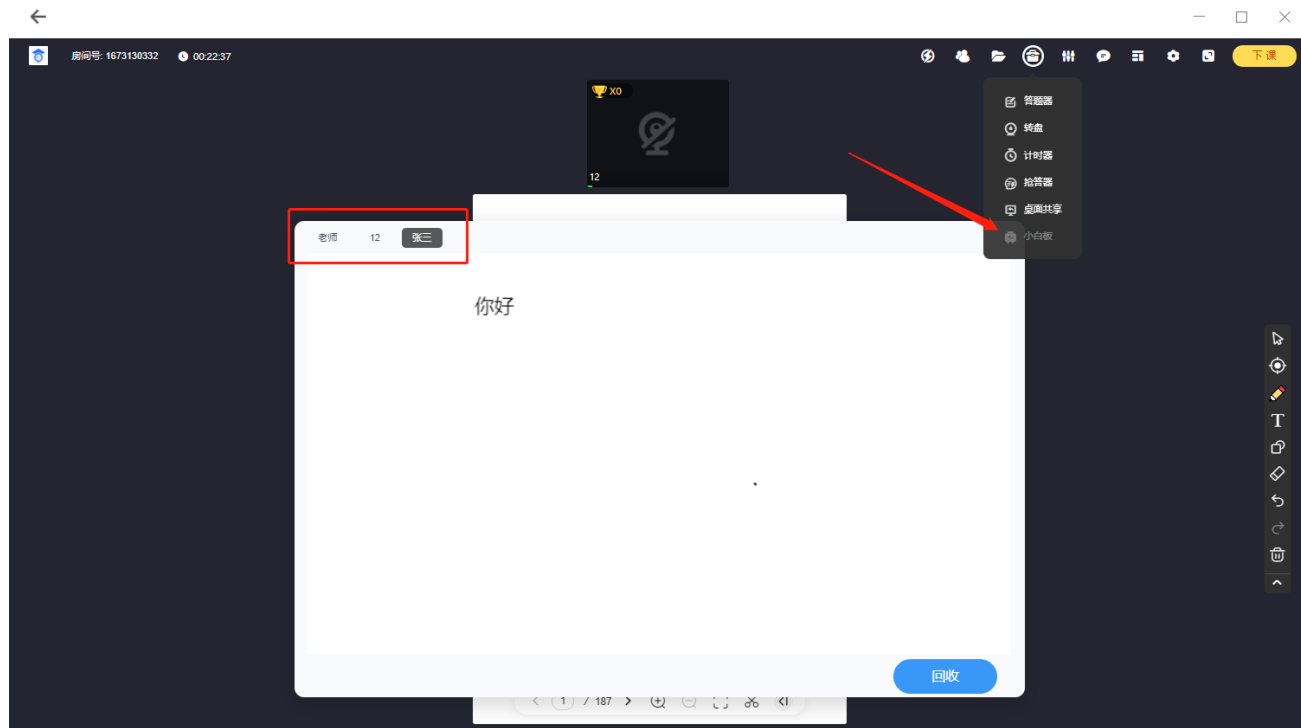 房间号: 1673130332 00:22:37
下课
X0
12
答题器
转盘
计时器
抢答器
桌面共享
小白板
老师 12 张三
你好
T
回收
1 / 187